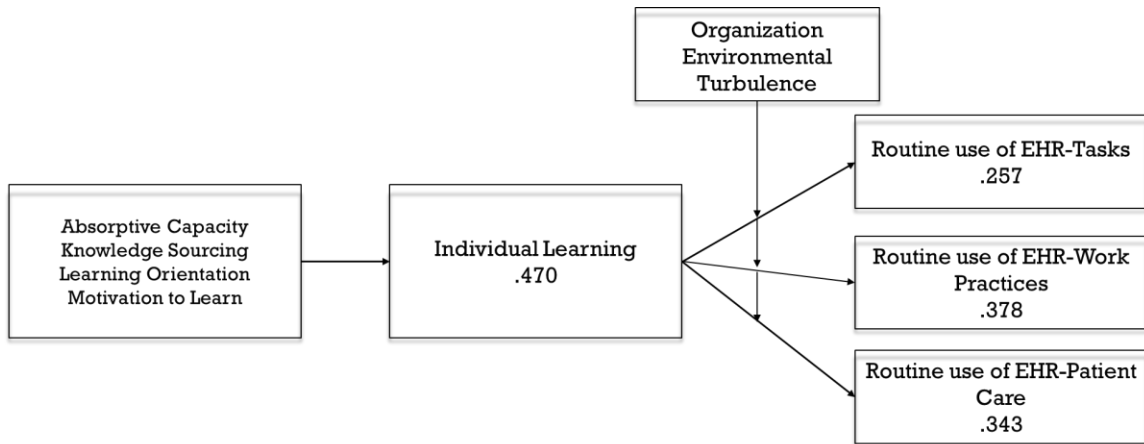 Organization
Environmental
Turbulence
Absorptive Capacity
Knowledge Sourcing
Learning Orientation
Motivation to Learn
Individual Learning
.470
Routine use of EHR-Tasks
.257
Routine use of EHR-Work
Practices
.378
Routine use of EHR-Patient
Care
.343